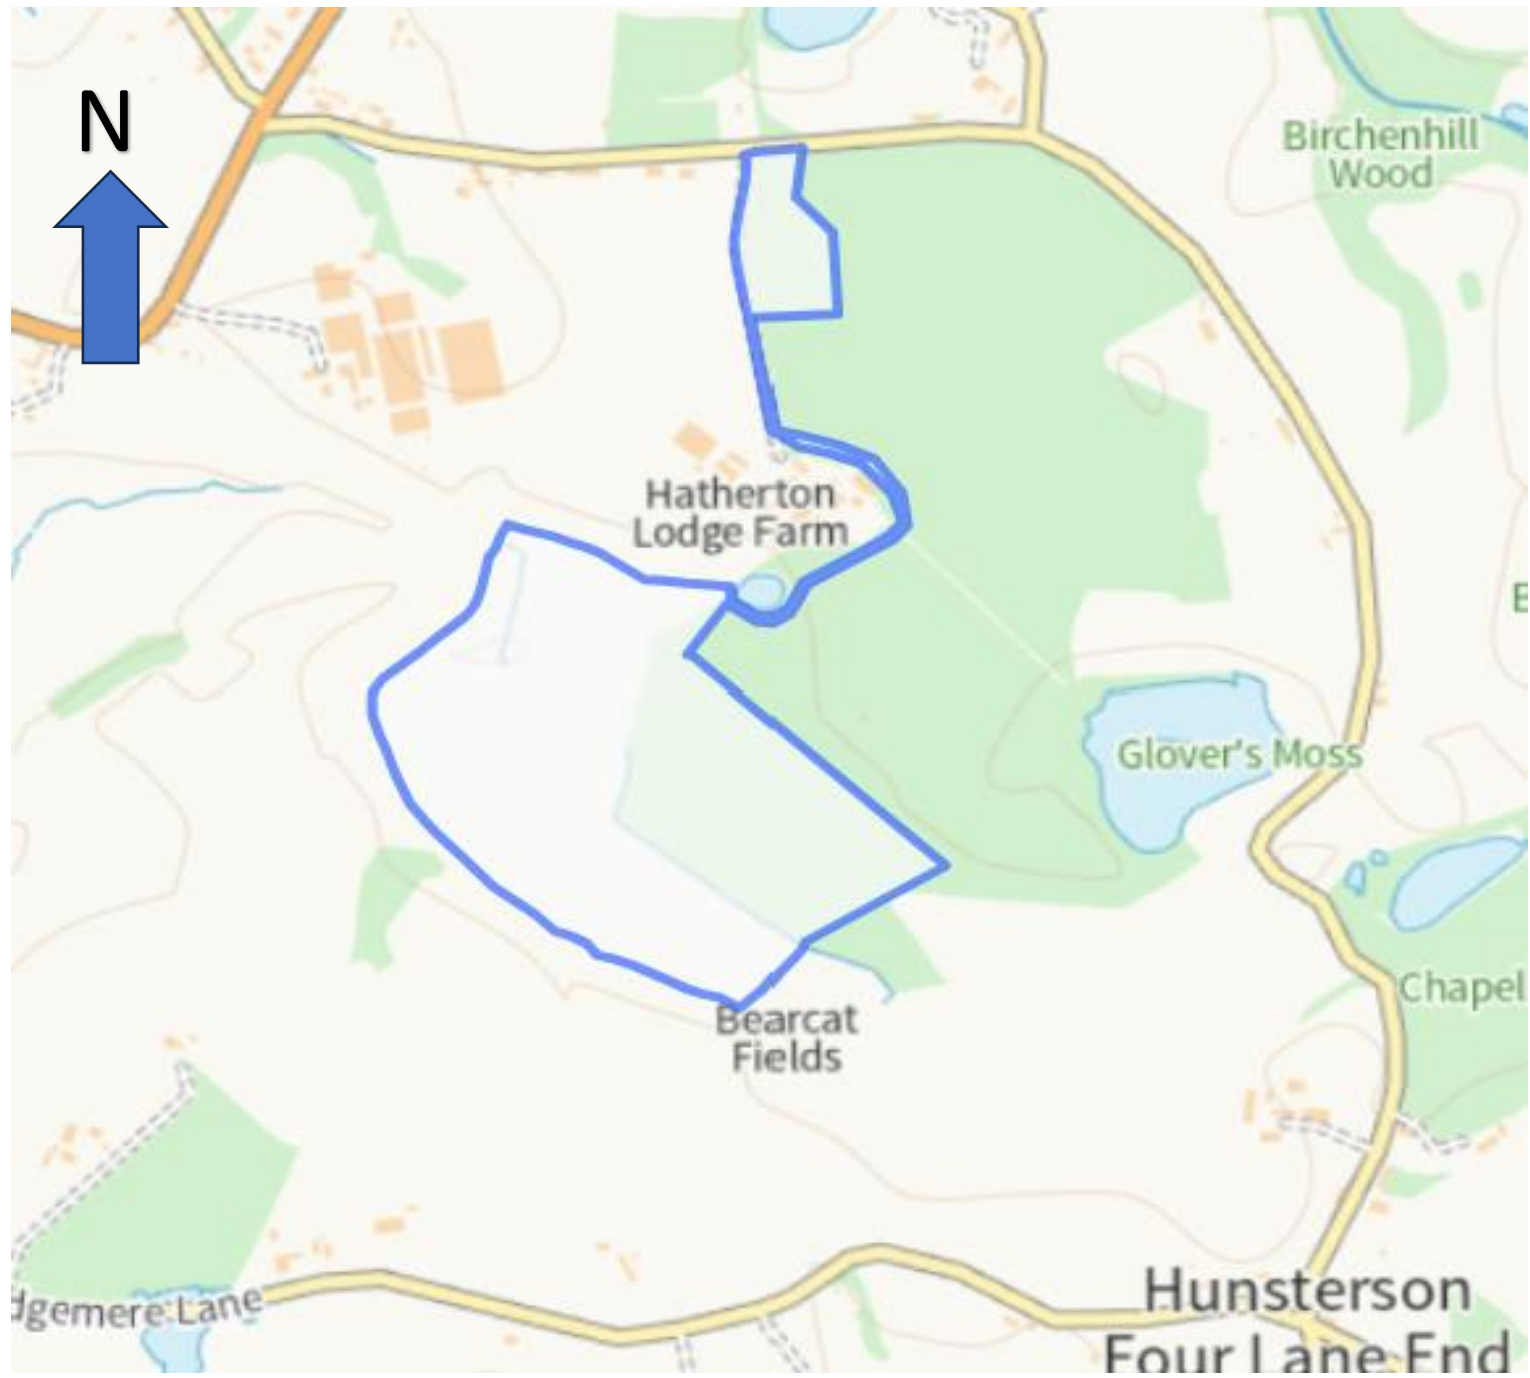 N
Birchenhill
Wood
Hatherton
Lodge Farm
Glover's Moss
Chapel
Bearcat
Fields
dgemere Lane
Hunsterson
Four Lane End